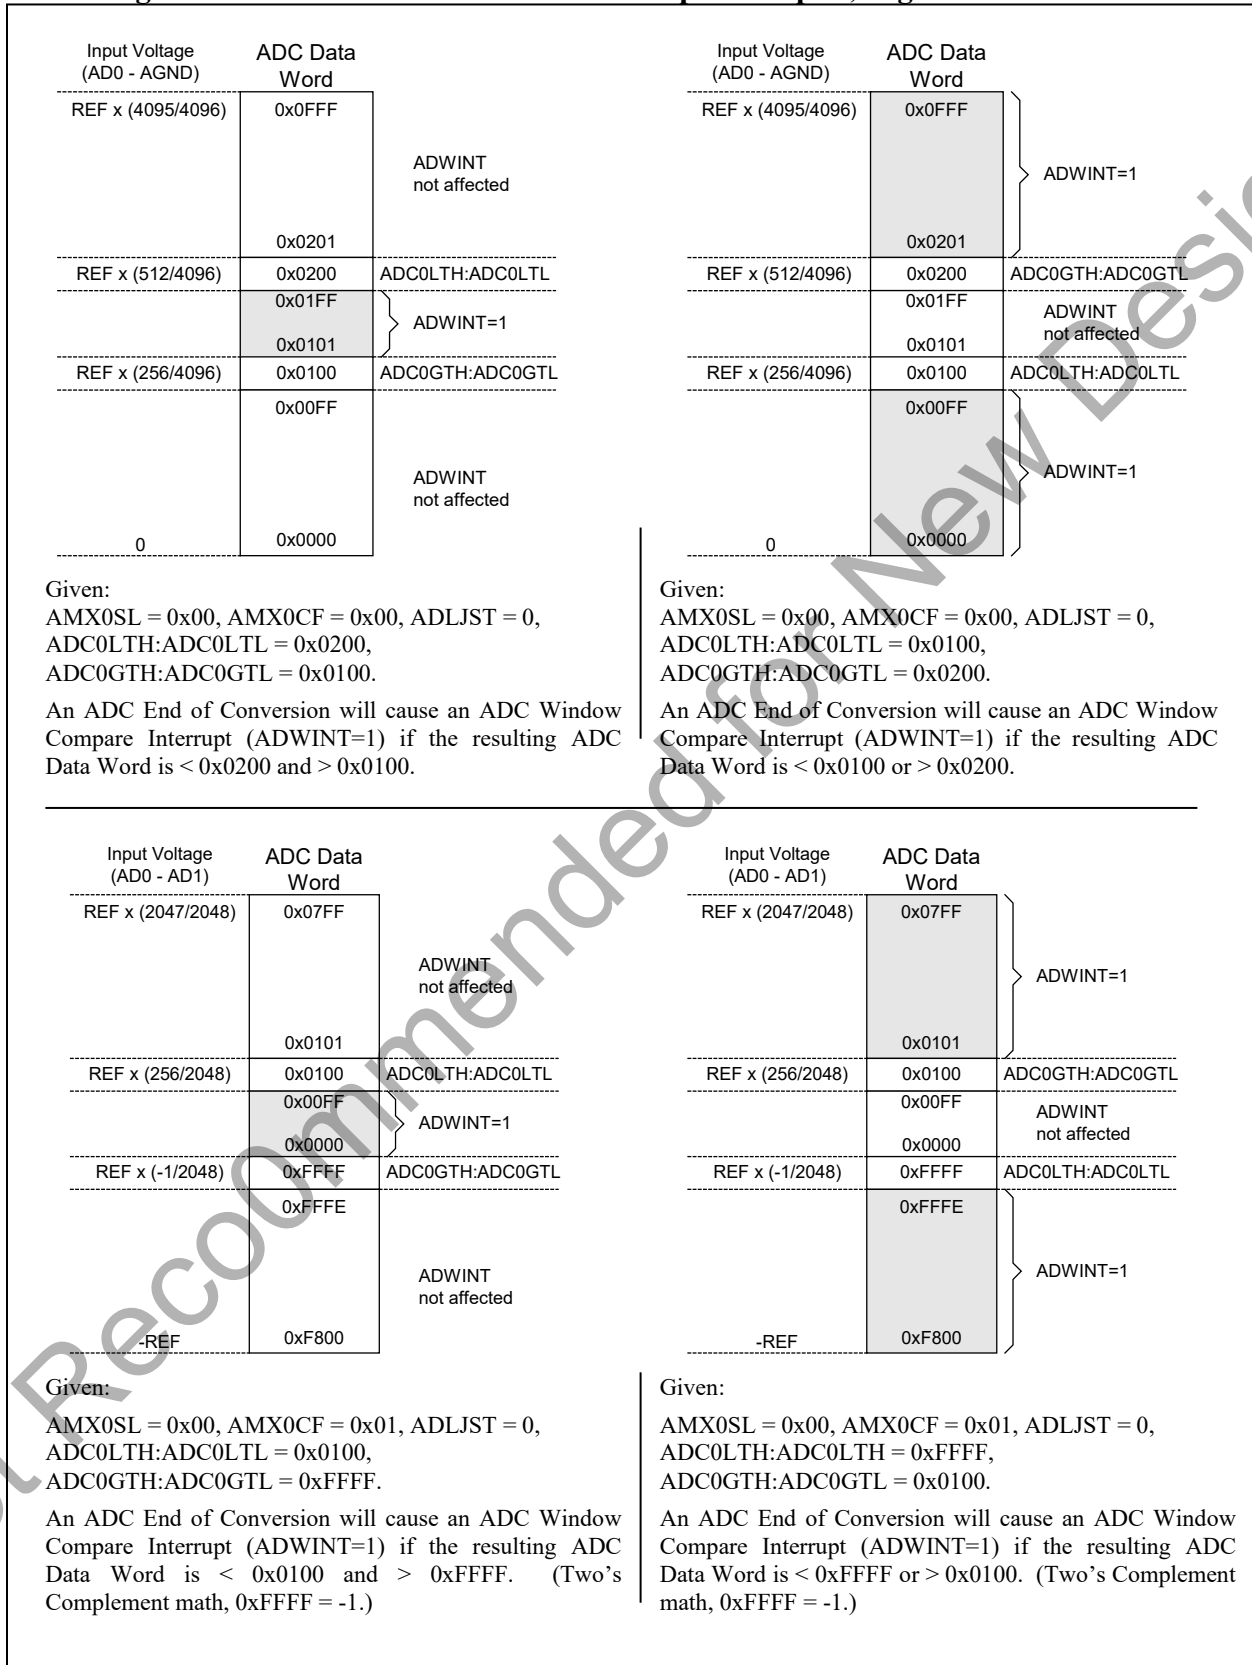 Input Voltage
(AD0 - AGND)
ADC Data
Word
REF x (4095/4096)
0x0FFF
ADWINT
not affected
0x0201
REF x (512/4096)
0x0200
ADC0LTH:ADC0LTL
0x01FF
ADWINT=1
0x0101
REF x (256/4096)
0x0100
ADC0GTH:ADC0GTL
0x00FF
ADWINT
not affected
0
0x0000
Given:
AMX0SL = 0x00, AMX0CF = 0x00, ADLJST = 0,
ADC0LTH:ADC0LTL = 0x0200,
ADC0GTH:ADC0GTL = 0x0100.
An ADC End of Conversion will cause an ADC Window
Compare Interrupt (ADWINT=1) if the resulting ADC
Data Word is < 0x0200 and > 0x0100.
Input Voltage
(AD0 - AGND)
ADC Data
Word
REF x (4095/4096)
0x0FFF
ADWINT=1
0x0201
REF x (512/4096)
0x0200
ADC0GTH:ADC0GTL
0x01FF
ADWINT
not affected
0x0101
REF x (256/4096)
0x0100
ADC0LTH:ADC0LTL
0x00FF
ADWINT=1
0
0x0000
Given:
AMX0SL = 0x00, AMX0CF = 0x00, ADLJST = 0,
ADC0LTH:ADC0LTL = 0x0100,
ADC0GTH:ADC0GTL = 0x0200.
An ADC End of Conversion will cause an ADC Window
Compare Interrupt (ADWINT=1) if the resulting ADC
Data Word is < 0x0100 or > 0x0200.
Input Voltage
(AD0 - AD1)
ADC Data
Word
REF x (2047/2048)
0x07FF
ADWINT
not affected
0x0101
REF x (256/2048)
0x0100
ADC0LTH:ADC0LTL
0x00FF
ADWINT=1
0x0000
REF x (-1/2048)
0xFFFF
ADC0GTH:ADC0GTL
0xFFFE
ADWINT
not affected
-REF
0xF800
Given:
AMX0SL = 0x00, AMX0CF = 0x01, ADLJST = 0,
ADC0LTH:ADC0LTL = 0x0100,
ADC0GTH:ADC0GTL = 0xFFFF.
An ADC End of Conversion will cause an ADC Window
Compare Interrupt (ADWINT=1) if the resulting ADC
Data Word is < 0x0100 and > 0xFFFF. (Two's
Complement math, 0xFFFF = -1.)
Input Voltage
(AD0 - AD1)
ADC Data
Word
REF x (2047/2048)
0x07FF
ADWINT=1
0x0101
REF x (256/2048)
0x0100
ADC0GTH:ADC0GTL
0x00FF
ADWINT
not affected
0x0000
REF x (-1/2048)
0xFFFF
ADC0LTH:ADC0LTL
0xFFFE
ADWINT=1
-REF
0xF800
Given:
AMX0SL = 0x00, AMX0CF = 0x01, ADLJST = 0,
ADC0LTH:ADC0LTH = 0xFFFF,
ADC0GTH:ADC0GTL = 0x0100.
An ADC End of Conversion will cause an ADC Window
Compare Interrupt (ADWINT=1) if the resulting ADC
Data Word is < 0xFFFF or > 0x0100. (Two's Complement
math, 0xFFFF = -1.)
Reco0mmended for New Desig